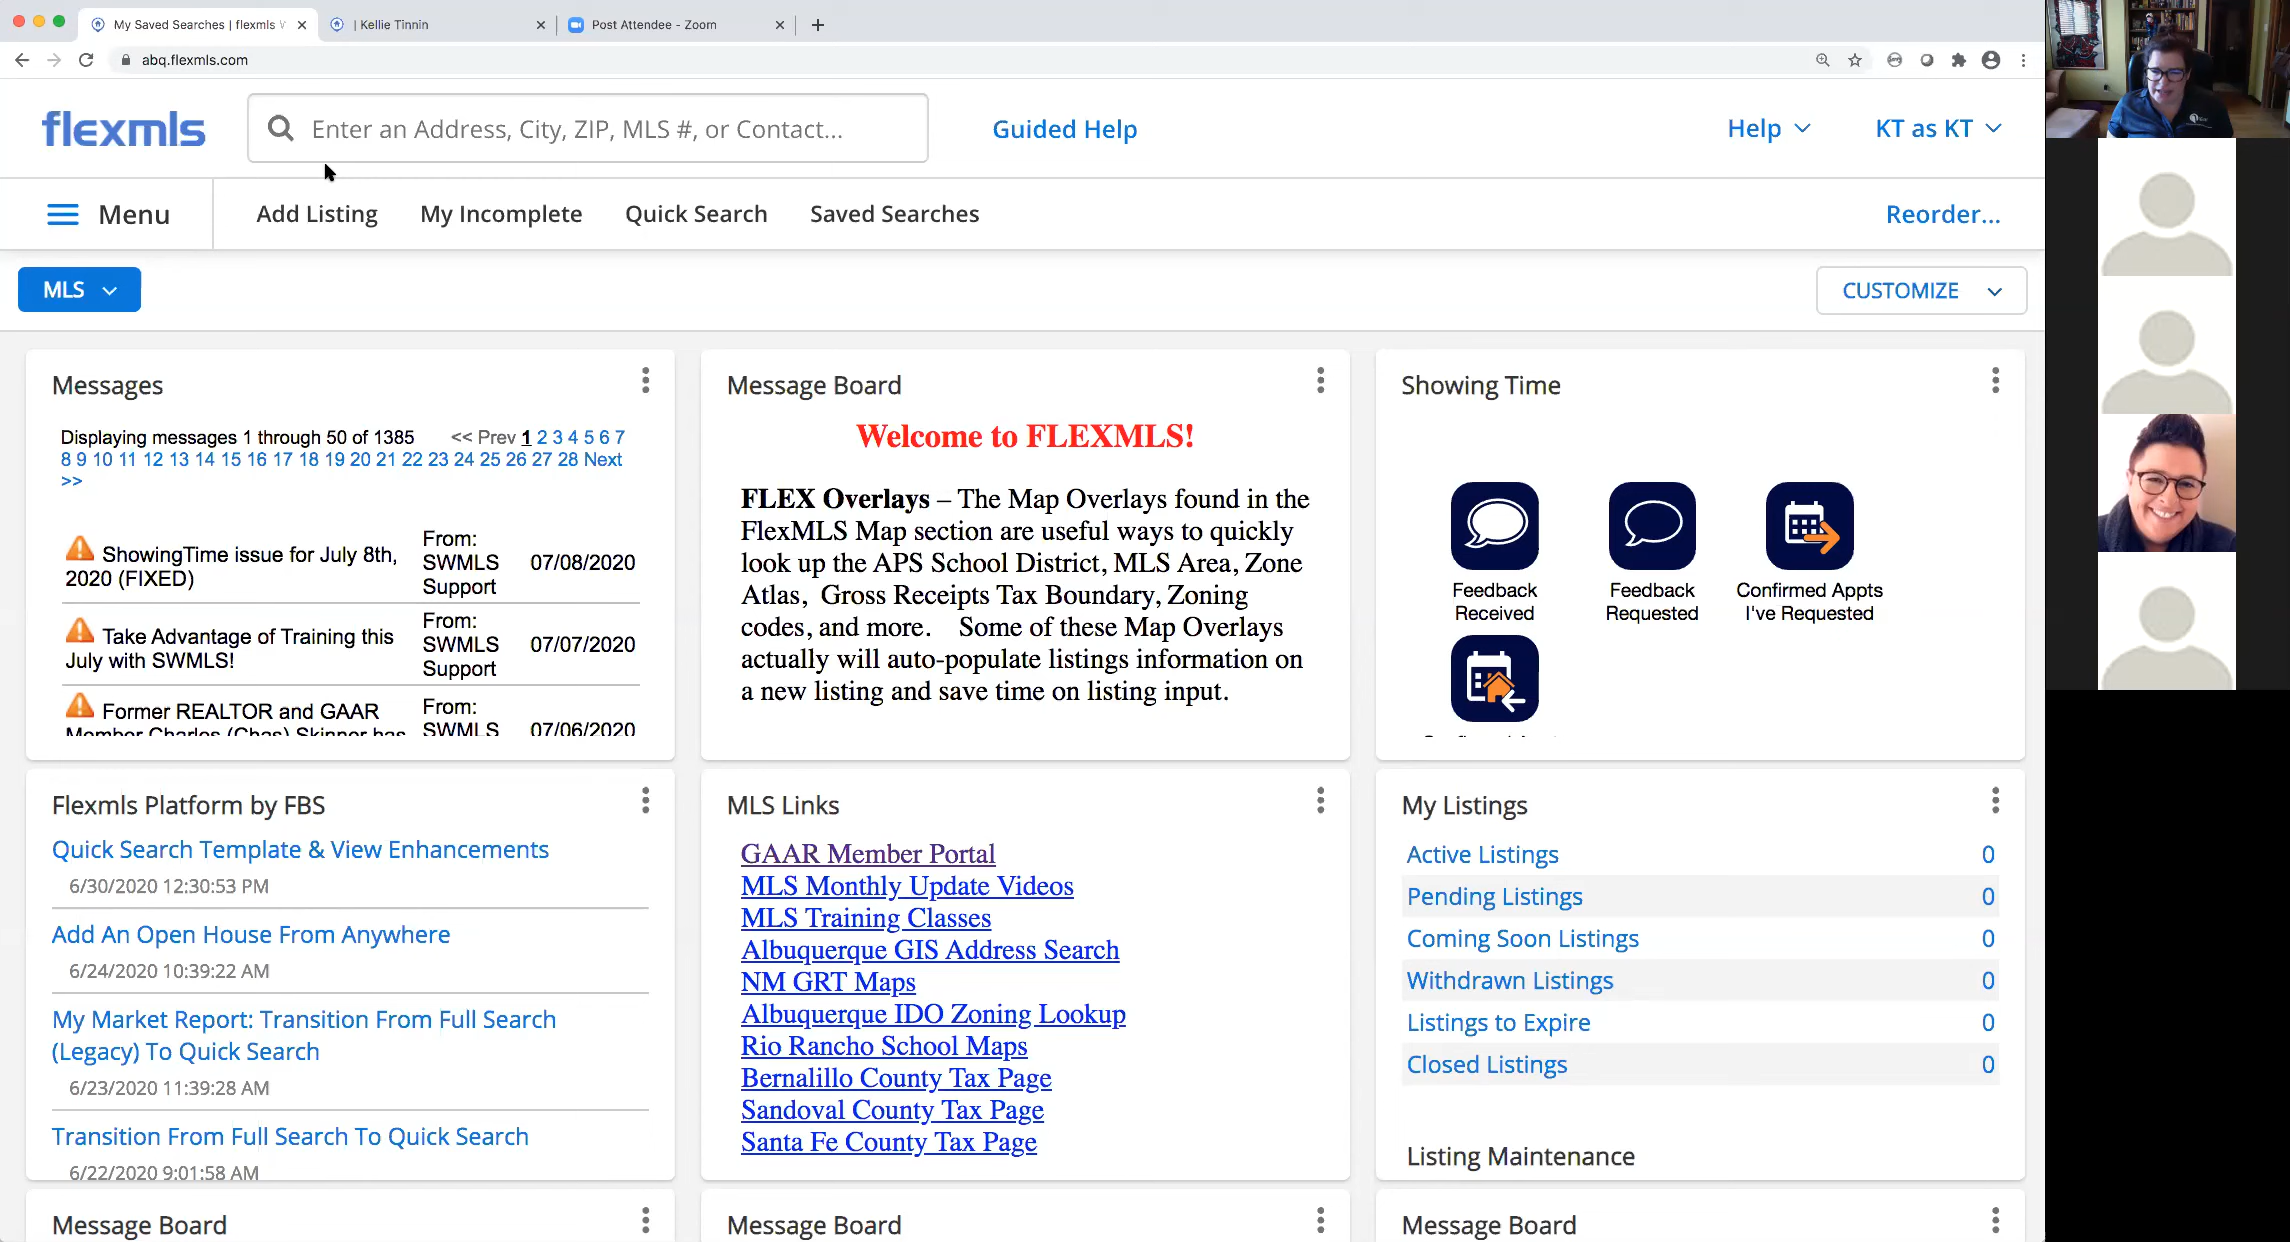 My Saved Searches | flexmls
| Kellie Tinnin
Post Attendee - Zoom
abq.flexmls.com
flexmls
Enter an Address, City, ZIP, MLS #, or Contact...
Guided Help
Help
KT as KT
Menu
Add Listing
My Incomplete
Quick Search
Saved Searches
Reorder...
MLS
CUSTOMIZE
Messages
Displaying messages 1 through 50 of 1385 << Prev 1 2 3 4 5 6 7
8 9 10 11 12 13 14 15 16 17 18 19 20 21 22 23 24 25 26 27 28 Next
>>
ShowingTime issue for July 8th,
2020 (FIXED)
From:
SWMLS
Support
07/08/2020
Take Advantage of Training this
July with SWMLS!
From:
SWMLS
Support
07/07/2020
Former REALTOR and GAAR
Member Charles (Chas) Skinner has
From:
SWMLS
07/06/2020
Message Board
Welcome to FLEXMLS!
FLEX Overlays – The Map Overlays found in the
FlexMLS Map section are useful ways to quickly
look up the APS School District, MLS Area, Zone
Atlas, Gross Receipts Tax Boundary, Zoning
codes, and more. Some of these Map Overlays
actually will auto-populate listings information on
a new listing and save time on listing input.
Showing Time
Feedback
Received
Feedback
Requested
Confirmed Appts
I've Requested
Flexmls Platform by FBS
Quick Search Template & View Enhancements
6/30/2020 12:30:53 PM
Add An Open House From Anywhere
6/24/2020 10:39:22 AM
My Market Report: Transition From Full Search
(Legacy) To Quick Search
6/23/2020 11:39:28 AM
Transition From Full Search To Quick Search
6/22/2020 9:01:58 AM
MLS Links
GAAR Member Portal
MLS Monthly Update Videos
MLS Training Classes
Albuquerque GIS Address Search
NM GRT Maps
Albuquerque IDO Zoning Lookup
Rio Rancho School Maps
Bernalillo County Tax Page
Sandoval County Tax Page
Santa Fe County Tax Page
My Listings
Active Listings 0
Pending Listings 0
Coming Soon Listings 0
Withdrawn Listings 0
Listings to Expire 0
Closed Listings 0
Listing Maintenance
Message Board
Message Board
Message Board